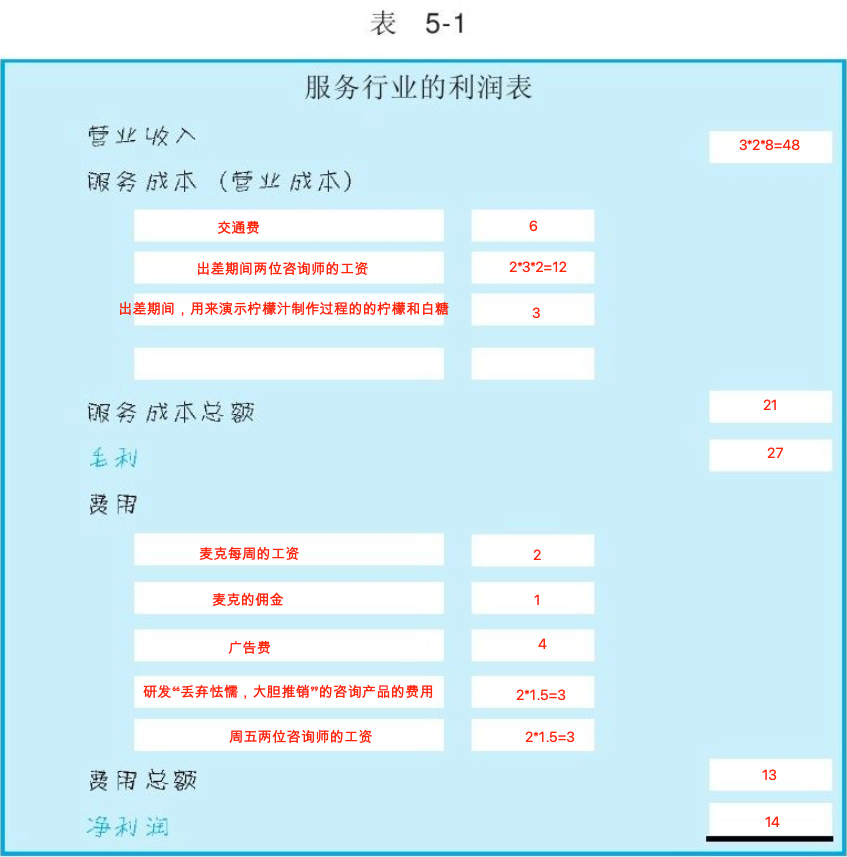 表 5-1
服务行业的利润表
营业收入 3*2*8=48
服务成本（营业成本）
交通费 6
出差期间两位咨询师的工资 2*3*2=12
出差期间，用来演示柠檬汁制作过程的的柠檬和白糖 3
服务成本总额 21
毛利 27
费用
麦克每周的工资 2
麦克的佣金 1
广告费 4
研发“丢弃怯懦，大胆推销”的咨询产品的费用 2*1.5=3
周五两位咨询师的工资 2*1.5=3
费用总额 13
净利润 14